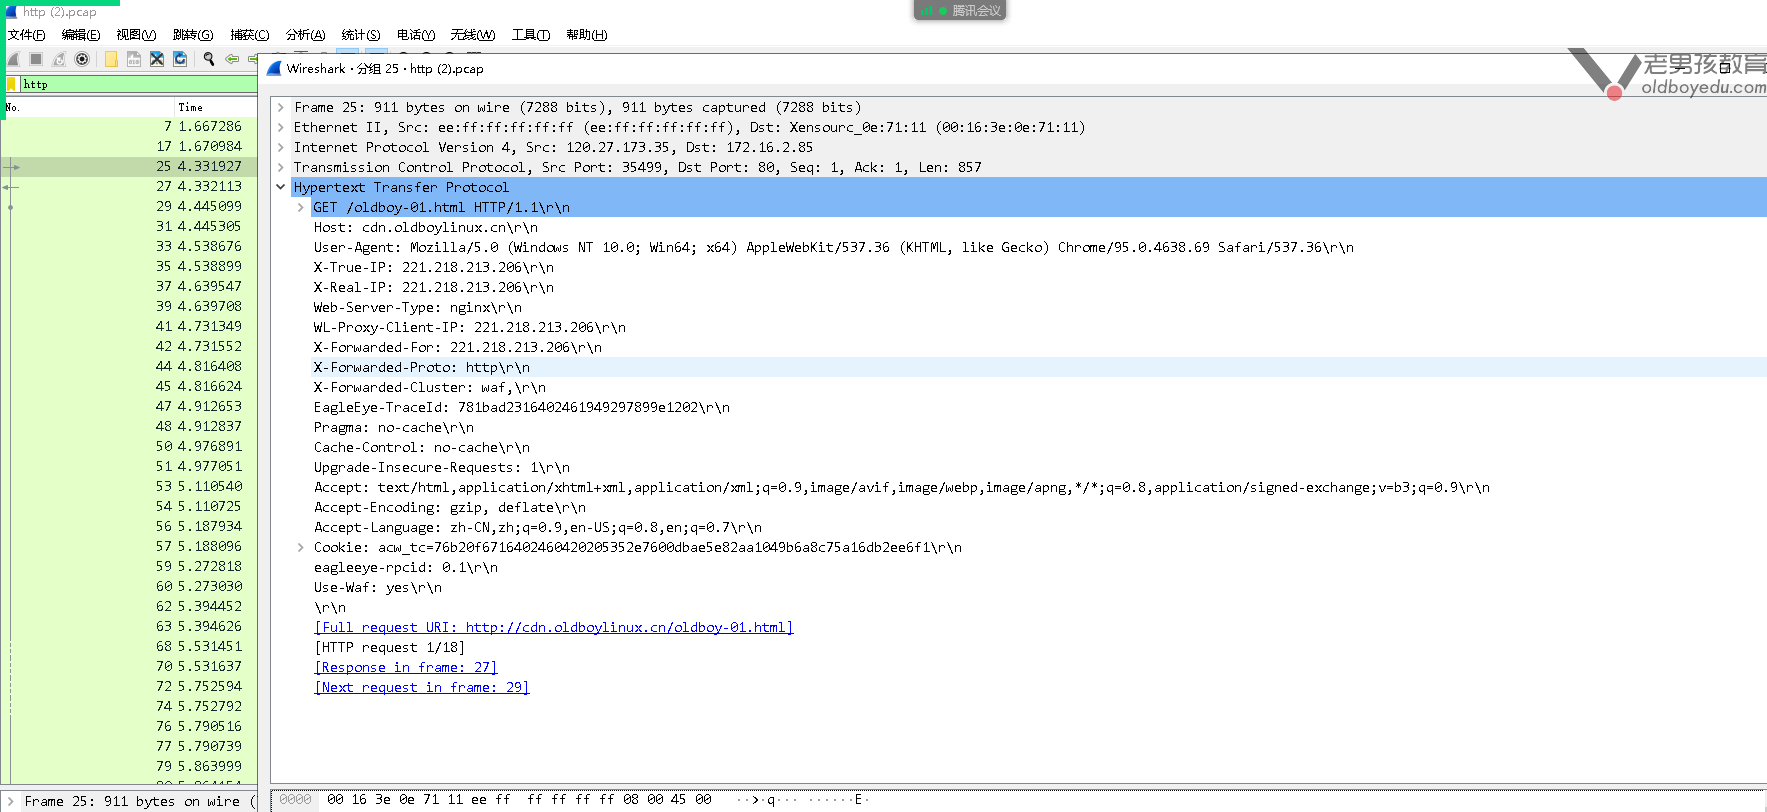 http (2).pcap
腾讯会议
文件(F) 编辑(E) 视图(V) 跳转(G) 捕获(C) 分析(A) 统计(S) 电话(Y) 无线(W) 工具(T) 帮助(H)
Wireshark · 分组 25 · http (2).pcap
老男孩教育
oldboyedu.com
http
No. Time
7 1.667286
17 1.670984
25 4.331927
27 4.332113
29 4.445099
31 4.445305
33 4.538676
35 4.538899
37 4.639547
39 4.639708
41 4.731349
42 4.731552
44 4.816408
45 4.816624
47 4.912653
48 4.912837
50 4.976891
51 4.977051
53 5.110540
54 5.110725
56 5.187934
57 5.188096
59 5.272818
60 5.273030
62 5.394452
63 5.394626
68 5.531451
70 5.531637
72 5.752594
74 5.752792
76 5.790516
77 5.790739
79 5.863999
Frame 25: 911 bytes on wire (
Frame 25: 911 bytes on wire (7288 bits), 911 bytes captured (7288 bits)
Ethernet II, Src: ee:ff:ff:ff:ff:ff (ee:ff:ff:ff:ff:ff), Dst: Xensourc_0e:71:11 (00:16:3e:0e:71:11)
Internet Protocol Version 4, Src: 120.27.173.35, Dst: 172.16.2.85
Transmission Control Protocol, Src Port: 35499, Dst Port: 80, Seq: 1, Ack: 1, Len: 857
Hypertext Transfer Protocol
GET /oldboy-01.html HTTP/1.1\r\n
Host: cdn.oldboylinux.cn\r\n
User-Agent: Mozilla/5.0 (Windows NT 10.0; Win64; x64) AppleWebKit/537.36 (KHTML, like Gecko) Chrome/95.0.4638.69 Safari/537.36\r\n
X-True-IP: 221.218.213.206\r\n
X-Real-IP: 221.218.213.206\r\n
Web-Server-Type: nginx\r\n
WL-Proxy-Client-IP: 221.218.213.206\r\n
X-Forwarded-For: 221.218.213.206\r\n
X-Forwarded-Proto: http\r\n
X-Forwarded-Cluster: waf,\r\n
EagleEye-TraceId: 781bad2316402461949297899e1202\r\n
Pragma: no-cache\r\n
Cache-Control: no-cache\r\n
Upgrade-Insecure-Requests: 1\r\n
Accept: text/html,application/xhtml+xml,application/xml;q=0.9,image/avif,image/webp,image/apng,*/*;q=0.8,application/signed-exchange;v=b3;q=0.9\r\n
Accept-Encoding: gzip, deflate\r\n
Accept-Language: zh-CN,zh;q=0.9,en-US;q=0.8,en;q=0.7\r\n
Cookie: acw_tc=76b20f6716402460420205352e7600dbae5e82aa1049b6a8c75a16db2ee6f1\r\n
eagleeye-rpcid: 0.1\r\n
Use-Waf: yes\r\n
\r\n
[Full request URI: http://cdn.oldboylinux.cn/oldboy-01.html]
[HTTP request 1/18]
[Response in frame: 27]
[Next request in frame: 29]
0000 00 16 3e 0e 71 11 ee ff ff ff ff ff 08 00 45 00 ··>·q··· ······E·